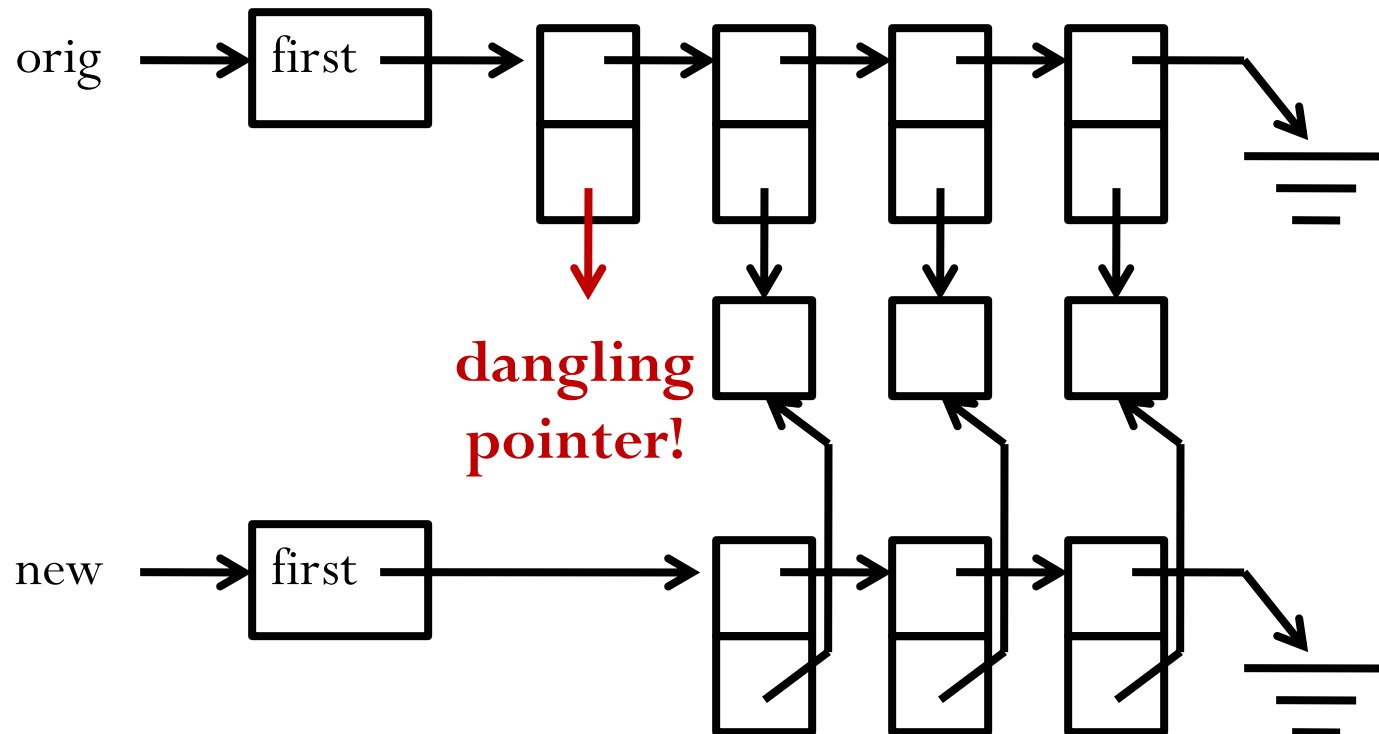 orig
first
dangling
pointer!
new
first